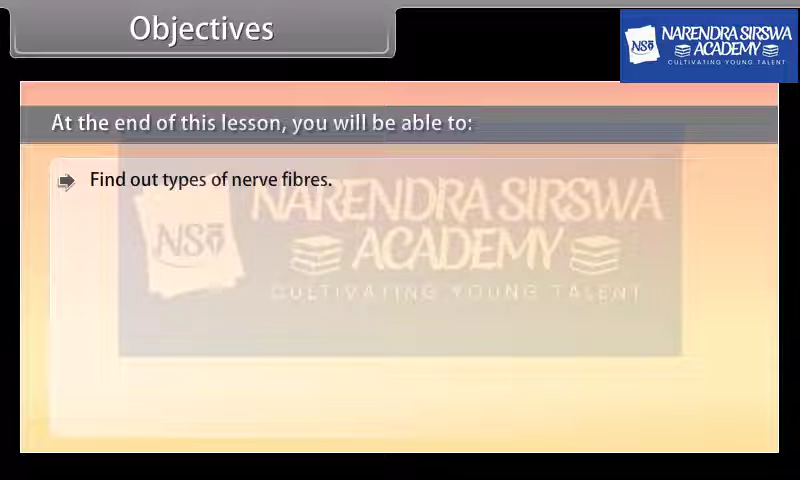 Objectives
NARENDRA SIRSWA
ACADEMY
CULTIVATING YOUNG TALENT
At the end of this lesson, you will be able to:
Find out types of nerve fibres.
NARENDRA SIRSWA
ACADEMY
CULTIVATING YOUNG TALENT